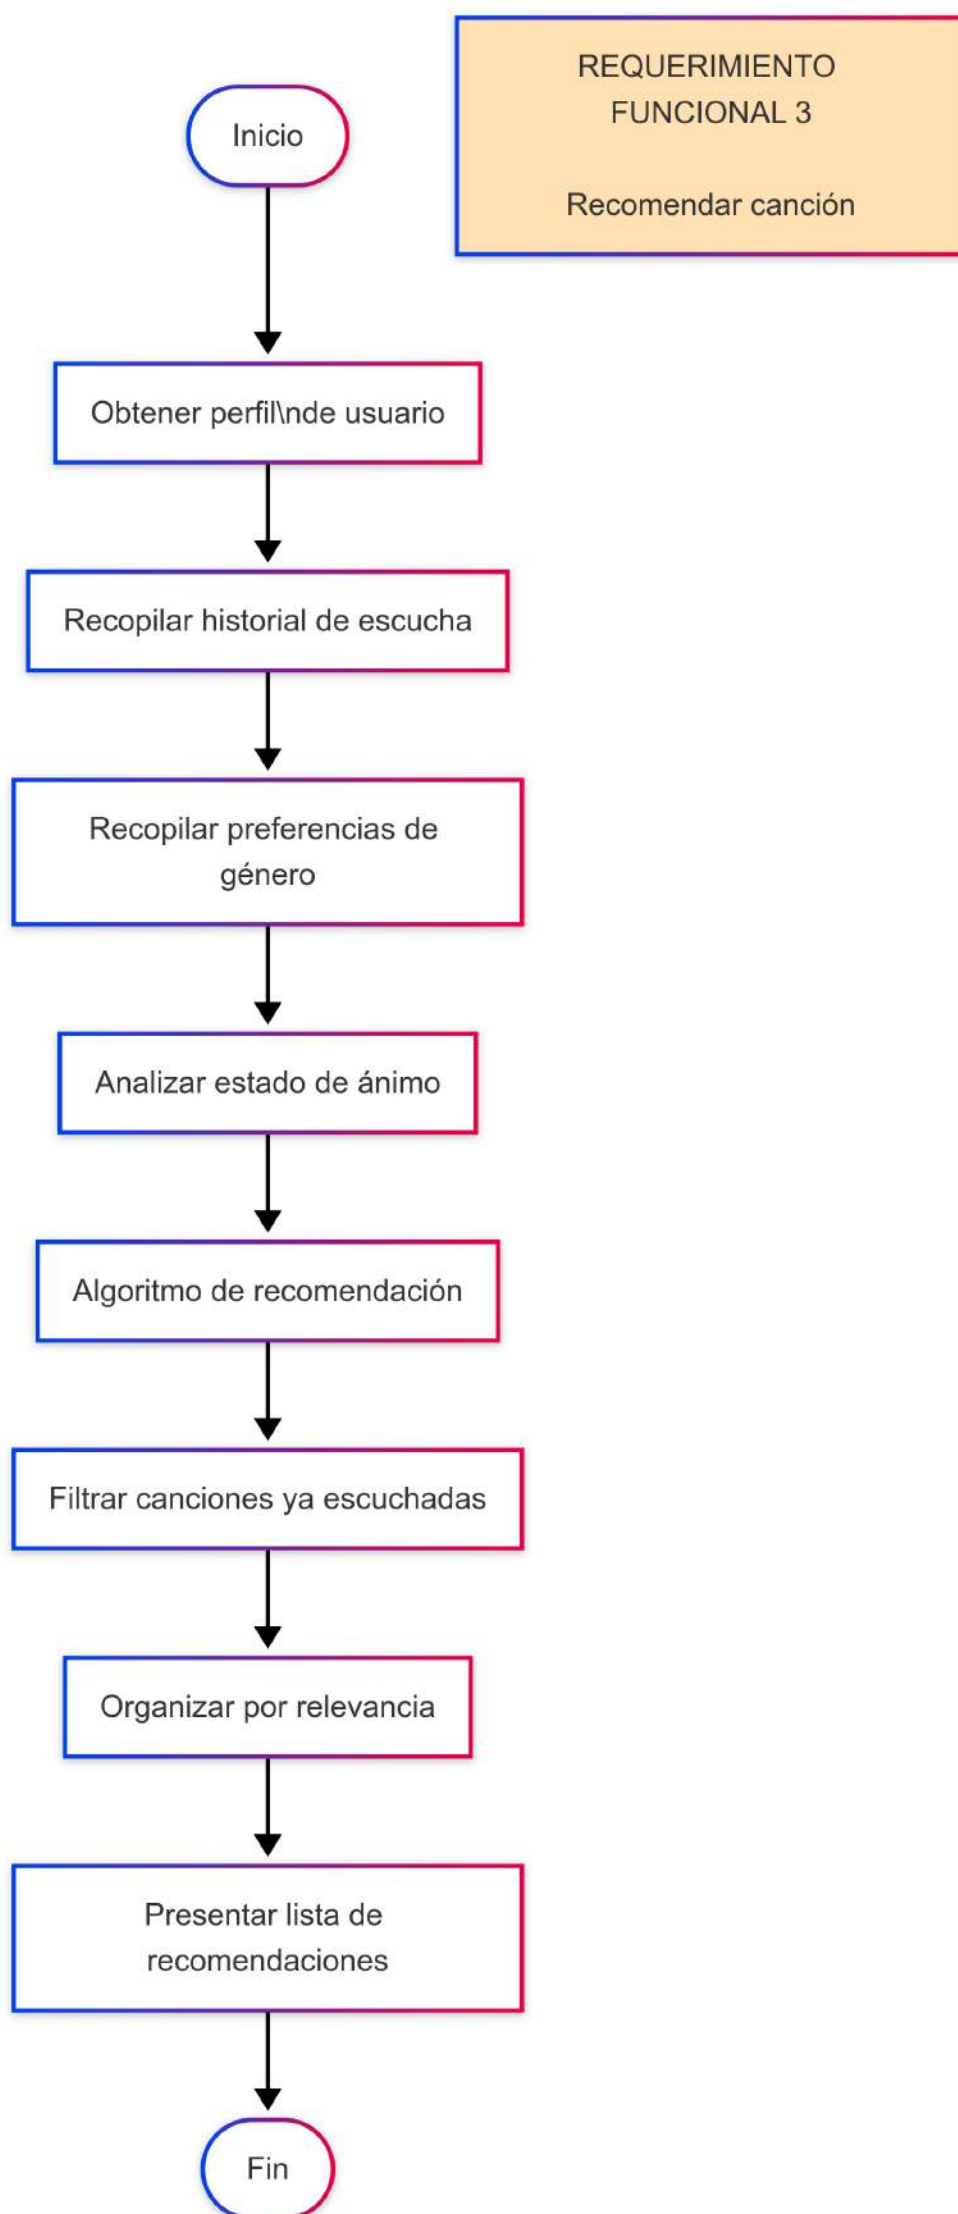 REQUERIMIENTO
FUNCIONAL 3
Recomendar canción
Inicio
Obtener perfil\nde usuario
Recopilar historial de escucha
Recopilar preferencias de
género
Analizar estado de ánimo
Algoritmo de recomendación
Filtrar canciones ya escuchadas
Organizar por relevancia
Presentar lista de
recomendaciones
Fin